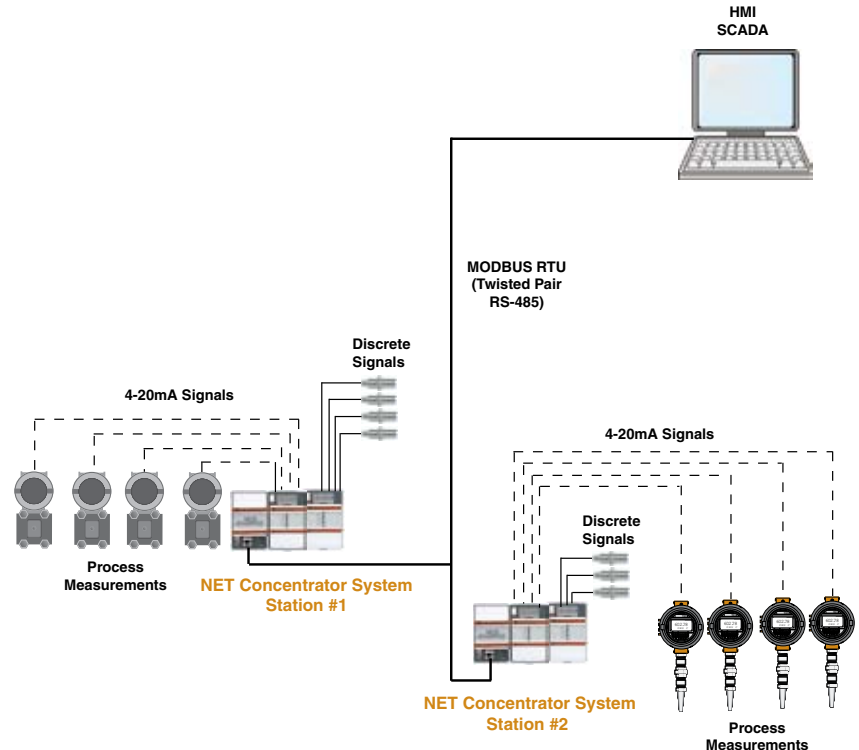 HMI
SCADA
MODBUS RTU
(Twisted Pair
RS-485)
Discrete
Signals
4-20mA Signals
Process
Measurements
NET Concentrator System
Station #1
4-20mA Signals
Discrete
Signals
NET Concentrator System
Station #2
Process
Measurements